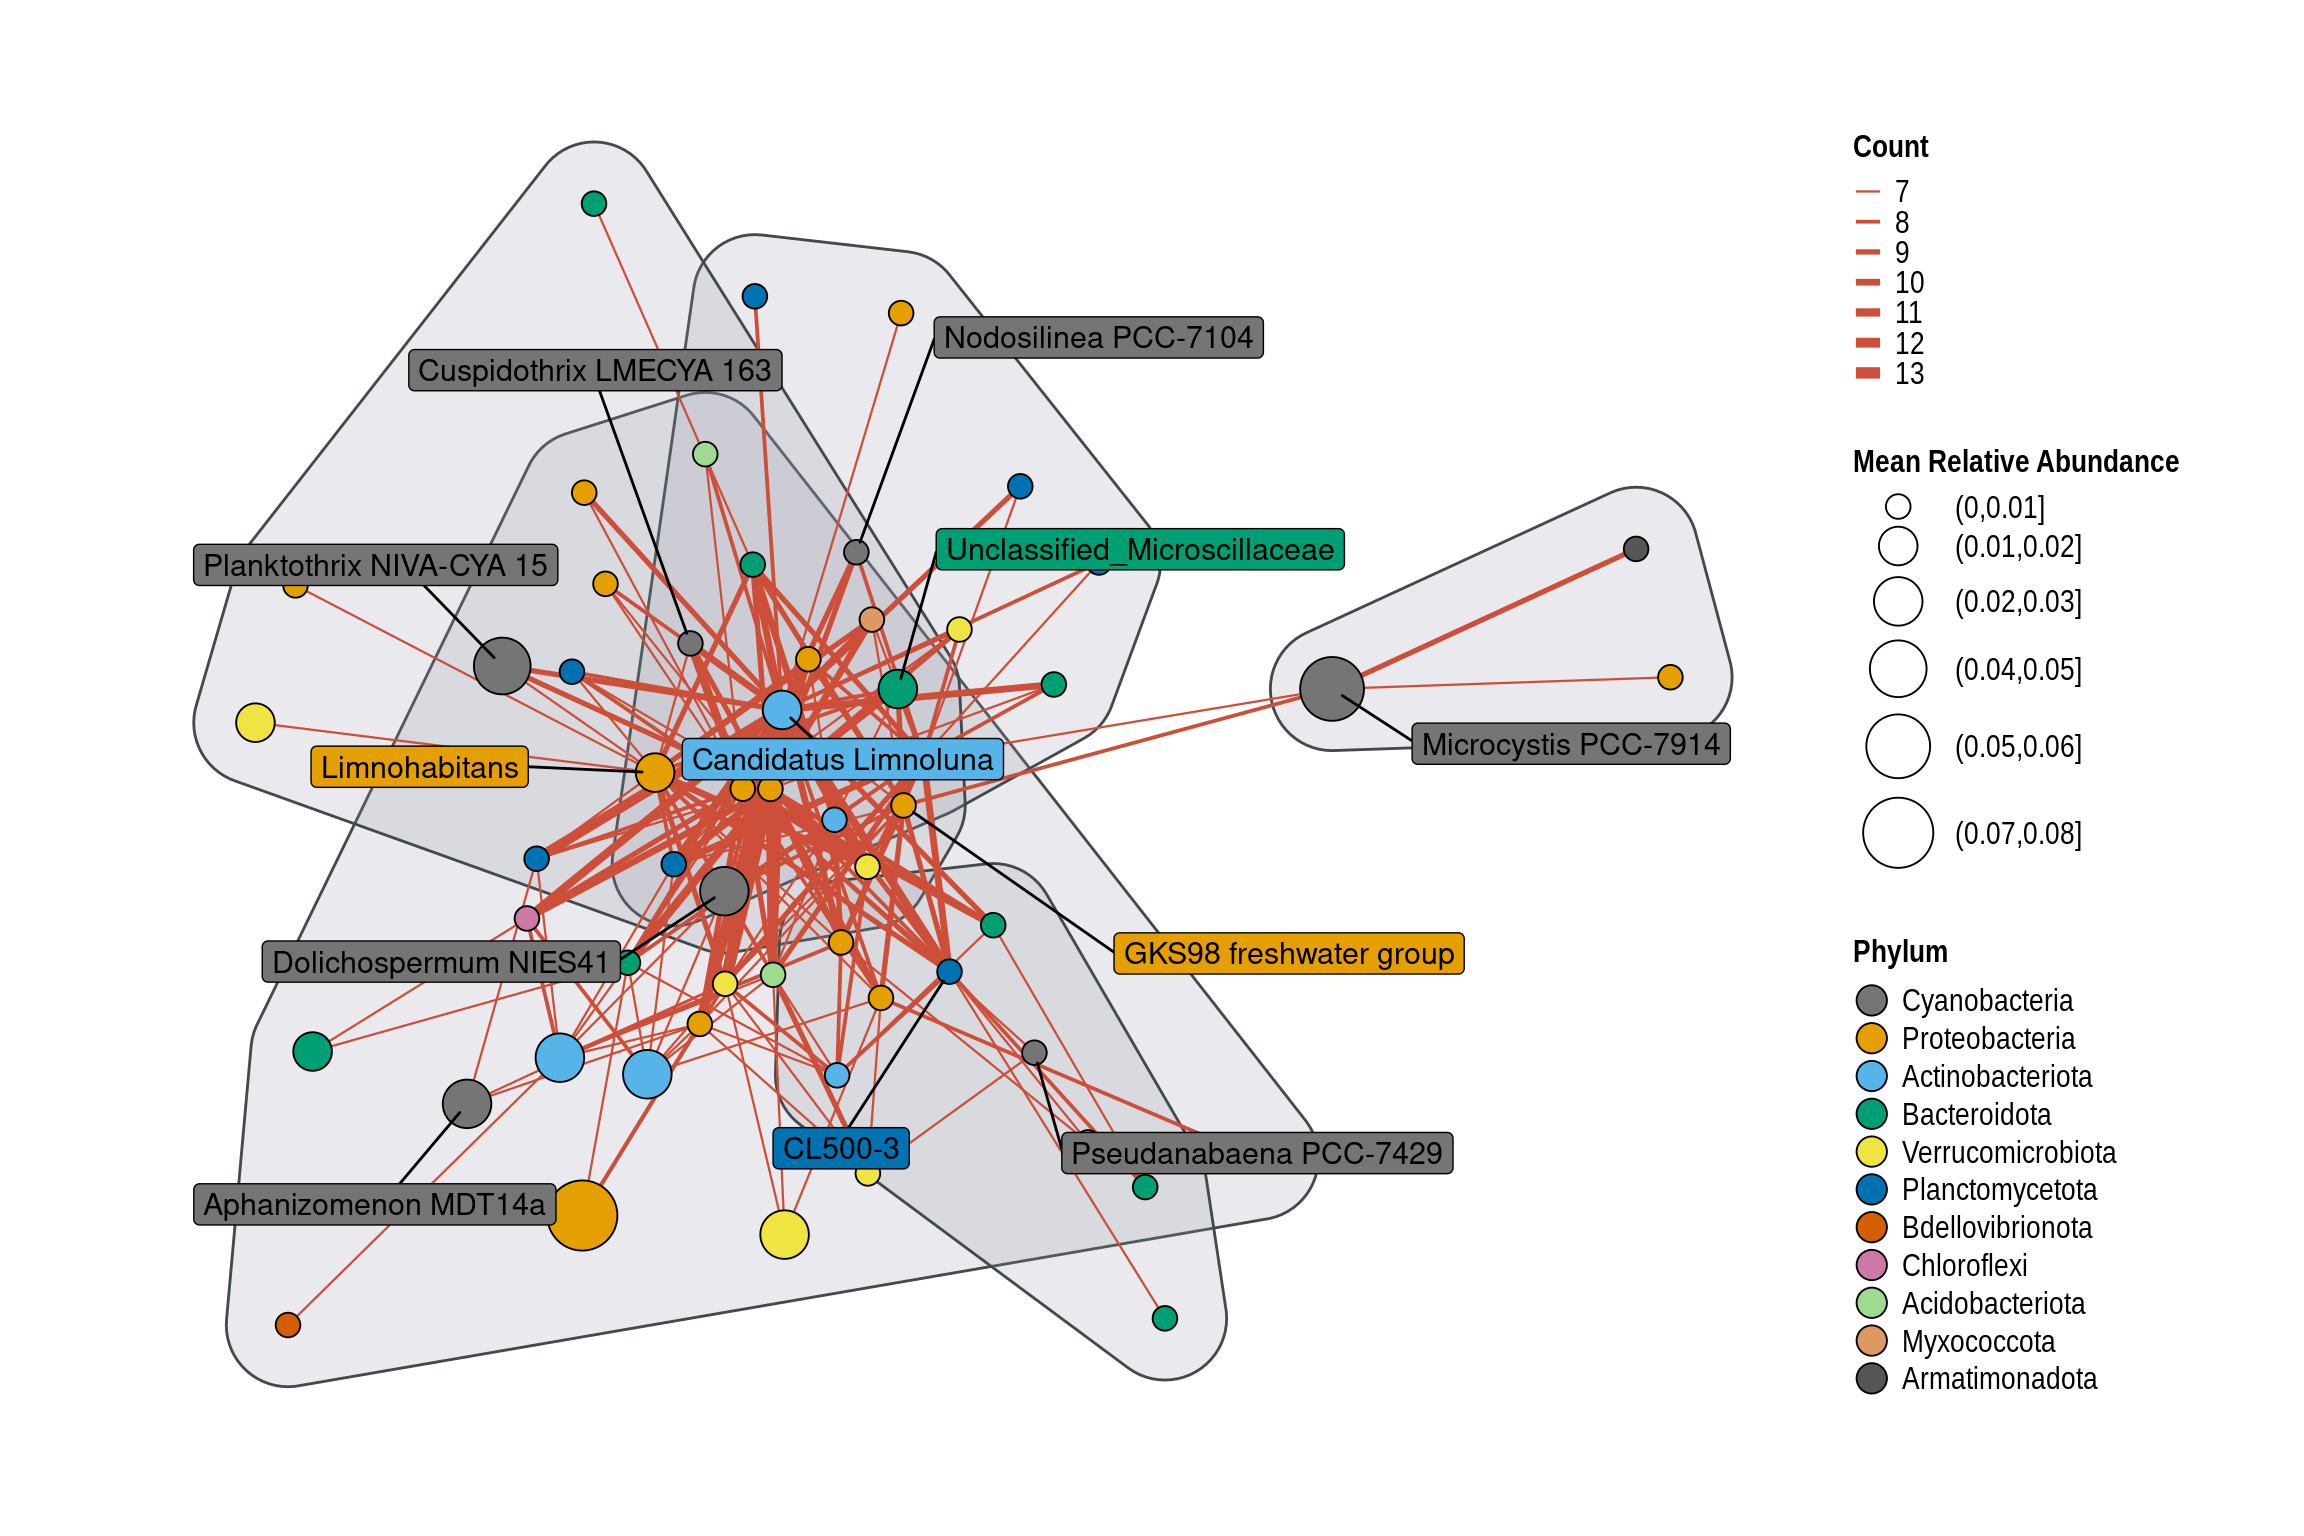 Nodosilinea PCC-7104
Cuspidothrix LMECYA 163
Unclassified_Microscillaceae
Planktothrix NIVA-CYA 15
Microcystis PCC-7914
Candidatus Limnoluna
Limnohabitans
GKS98 freshwater group
Dolichospermum NIES41
CL500-3
Pseudanabaena PCC-7429
Aphanizomenon MDT14a
Count
7
8
9
10
11
12
13
Mean Relative Abundance
(0,0.01]
(0.01,0.02]
(0.02,0.03]
(0.04,0.05]
(0.05,0.06]
(0.07,0.08]
Phylum
Cyanobacteria
Proteobacteria
Actinobacteriota
Bacteroidota
Verrucomicrobiota
Planctomycetota
Bdellovibrionota
Chloroflexi
Acidobacteriota
Myxococcota
Armatimonadota